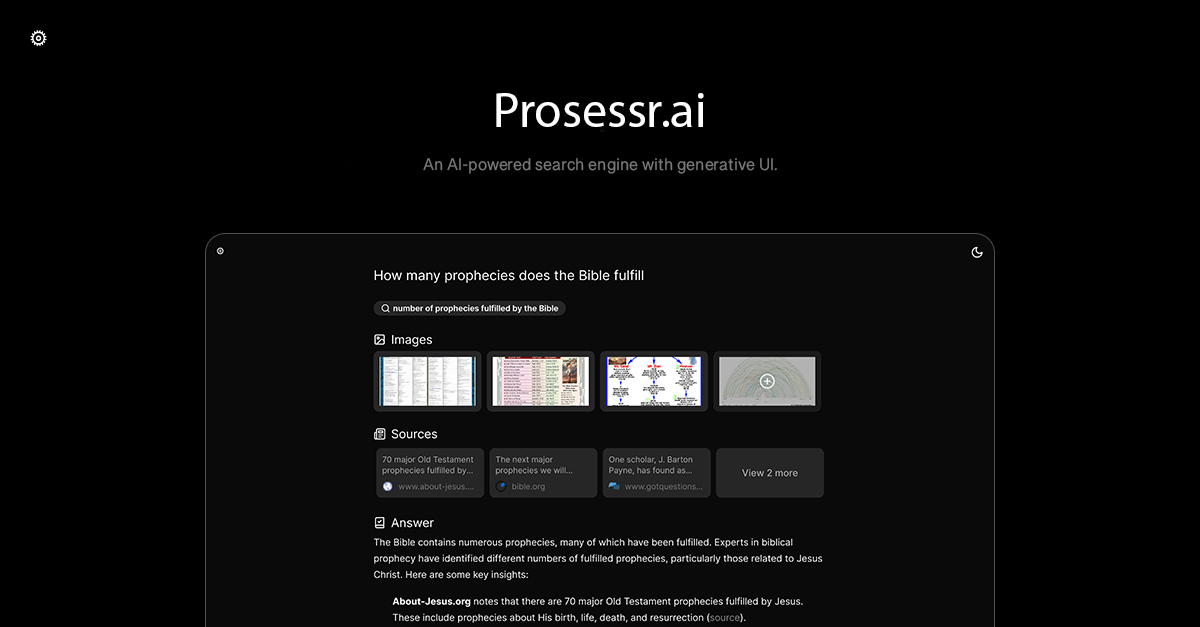 Prosessr.ai
An AI-powered search engine with generative UI.
How many prophecies does the Bible fulfill
number of prophecies fulfilled by the Bible
Images
Sources
70 major Old Testament
prophecies fulfilled by...
www.about-jesus....
The next major
prophecies we will...
bible.org
One scholar, J. Barton
Payne, has found as...
www.gotquestions...
View 2 more
Answer
The Bible contains numerous prophecies, many of which have been fulfilled. Experts in biblical
prophecy have identified different numbers of fulfilled prophecies, particularly those related to Jesus
Christ. Here are some key insights:
About-Jesus.org notes that there are 70 major Old Testament prophecies fulfilled by Jesus.
These include prophecies about His birth, life, death, and resurrection (source).